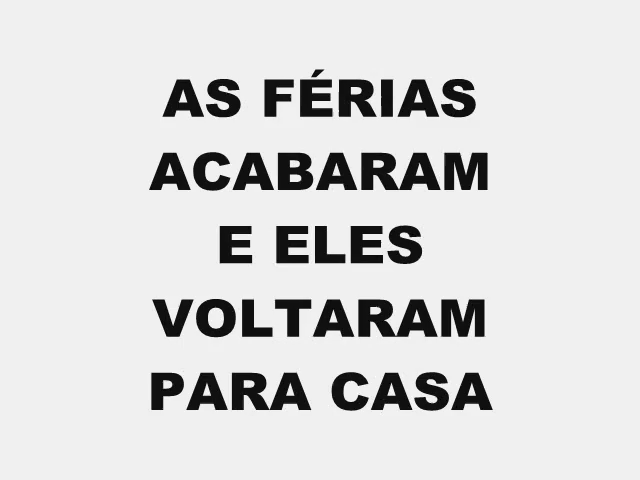 AS FÉRIAS
ACABARAM
E ELES
VOLTARAM
PARA CASA